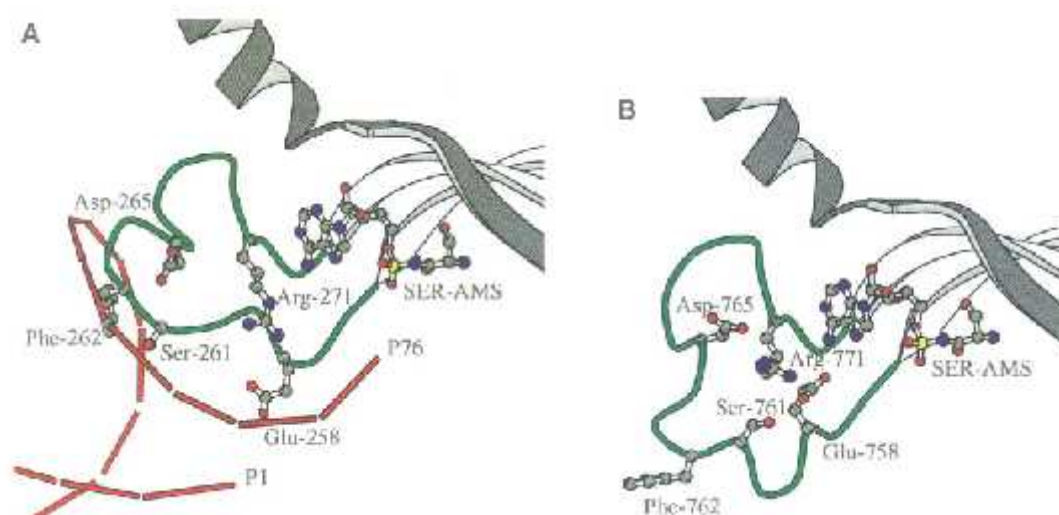 A
Asp-265
Arg-271
SER-AMS
Phe-262
Ser-261
P76
Glu-258
P1
B
Asp-765
Arg-771
SER-AMS
Ser-761
Glu-758
Phe-762